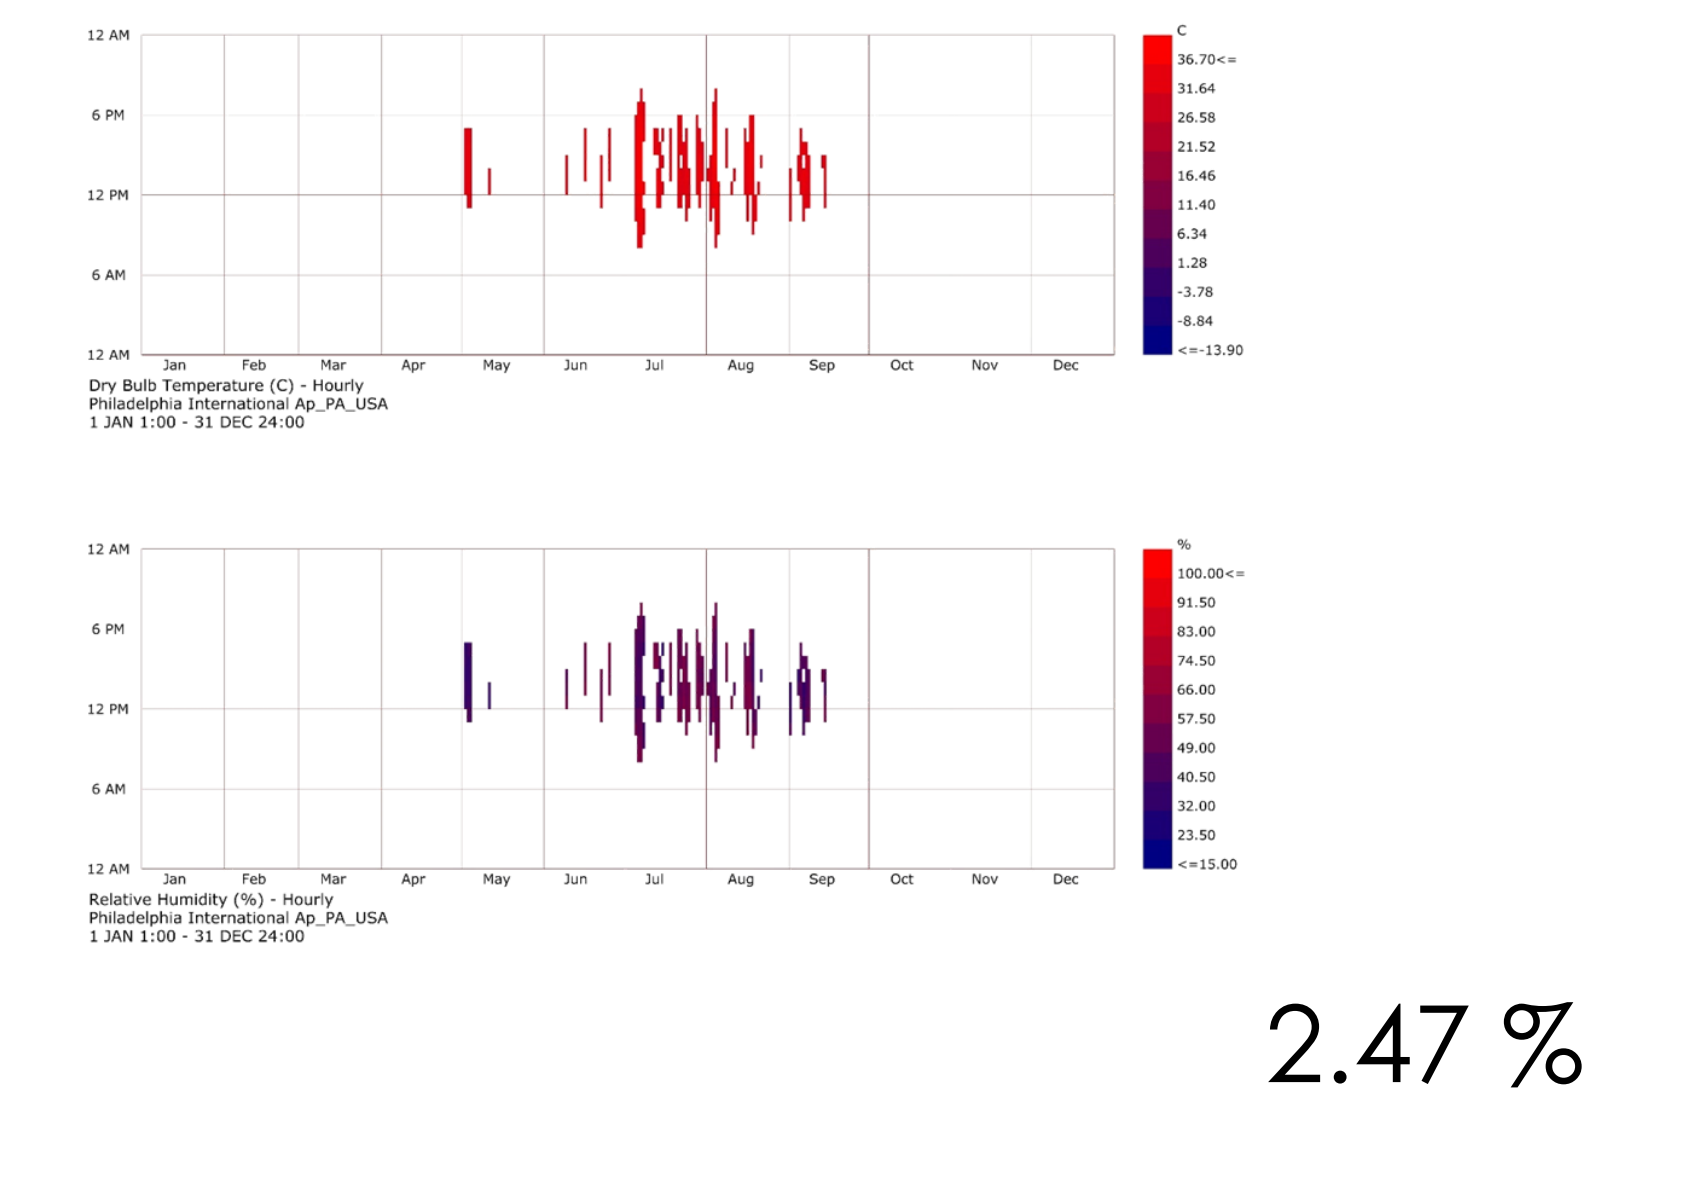 C
12 AM
36.70<=
31.64
6 PM
26.58
21.52
16.46
12 PM
11.40
6.34
1.28
6 AM
-3.78
-8.84
12 AM
<=-13.90
Jan Feb Mar Apr May Jun Jul Aug Sep Oct Nov Dec
Dry Bulb Temperature (C) - Hourly
Philadelphia International Ap_PA_USA
1 JAN 1:00 - 31 DEC 24:00
%
12 AM
100.00<=
91.50
6 PM
83.00
74.50
66.00
12 PM
57.50
49.00
40.50
6 AM
32.00
23.50
12 AM
<=15.00
Jan Feb Mar Apr May Jun Jul Aug Sep Oct Nov Dec
Relative Humidity (%) - Hourly
Philadelphia International Ap_PA_USA
1 JAN 1:00 - 31 DEC 24:00
2.47 %